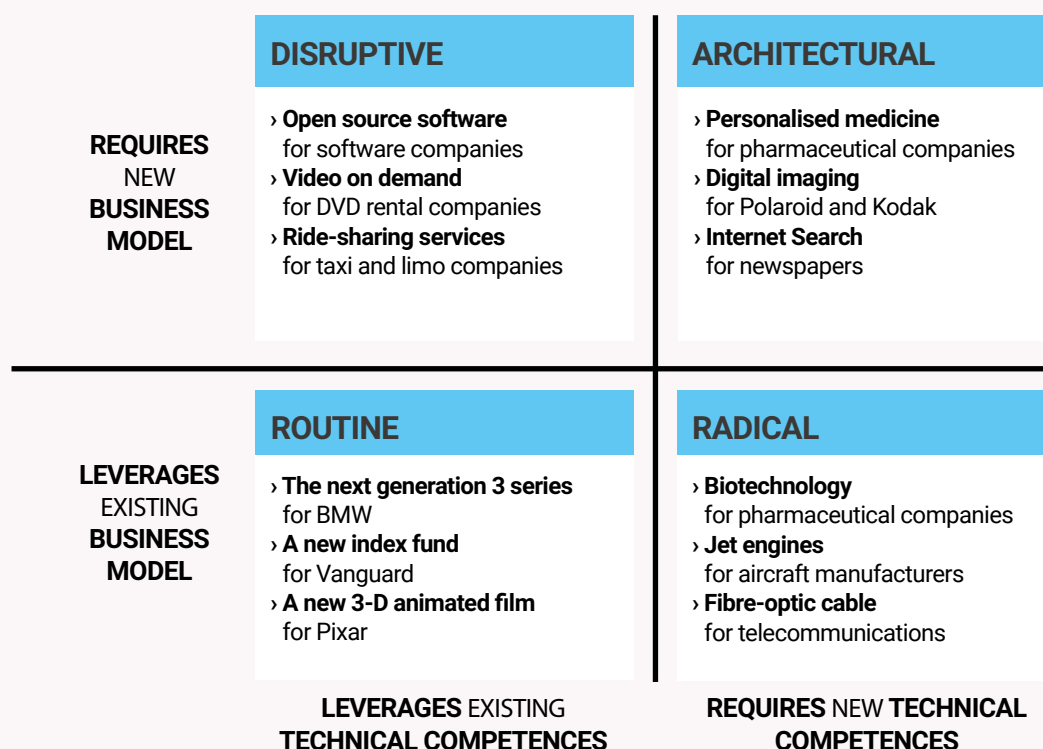 DISRUPTIVE
ARCHITECTURAL
REQUIRES
NEW
BUSINESS
MODEL
› Open source software
for software companies
› Video on demand
for DVD rental companies
› Ride-sharing services
for taxi and limo companies
› Personalised medicine
for pharmaceutical companies
› Digital imaging
for Polaroid and Kodak
› Internet Search
for newspapers
ROUTINE
RADICAL
LEVERAGES
EXISTING
BUSINESS
MODEL
› The next generation 3 series
for BMW
› A new index fund
for Vanguard
› A new 3-D animated film
for Pixar
› Biotechnology
for pharmaceutical companies
› Jet engines
for aircraft manufacturers
› Fibre-optic cable
for telecommunications
LEVERAGES EXISTING
TECHNICAL COMPETENCES
REQUIRES NEW TECHNICAL
COMPETENCES